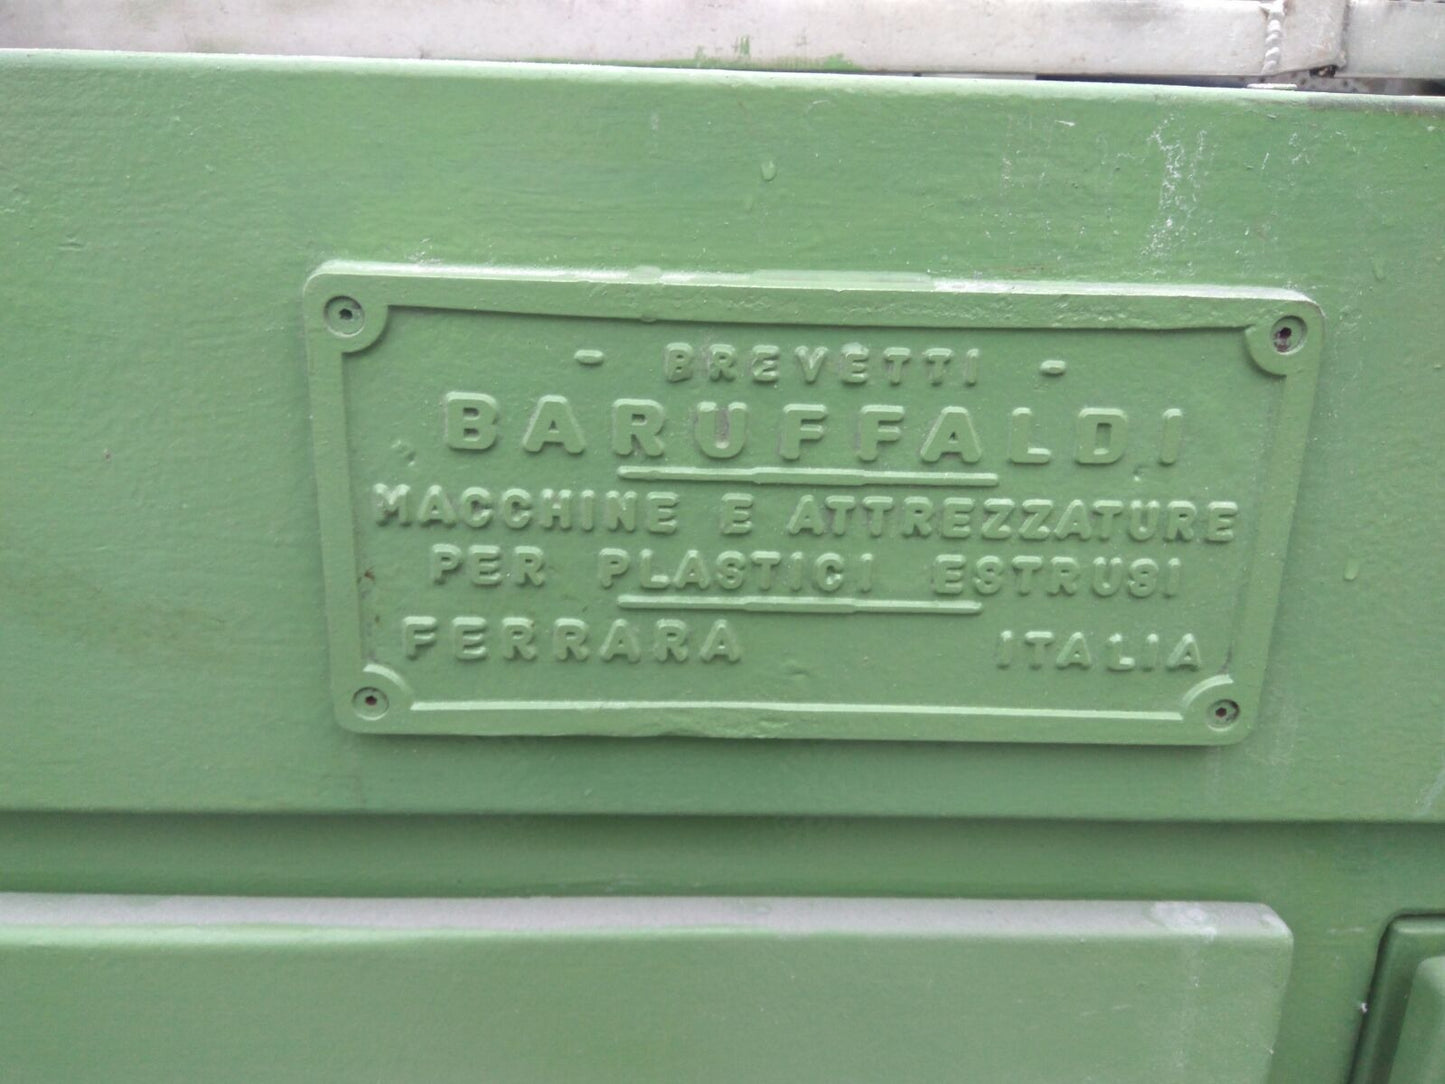 - BREVETTI -
BARUFFALDI
MACCHINE E ATTREZZATURE
PER PLASTICI ESTRUSI
FERRARA ITALIA